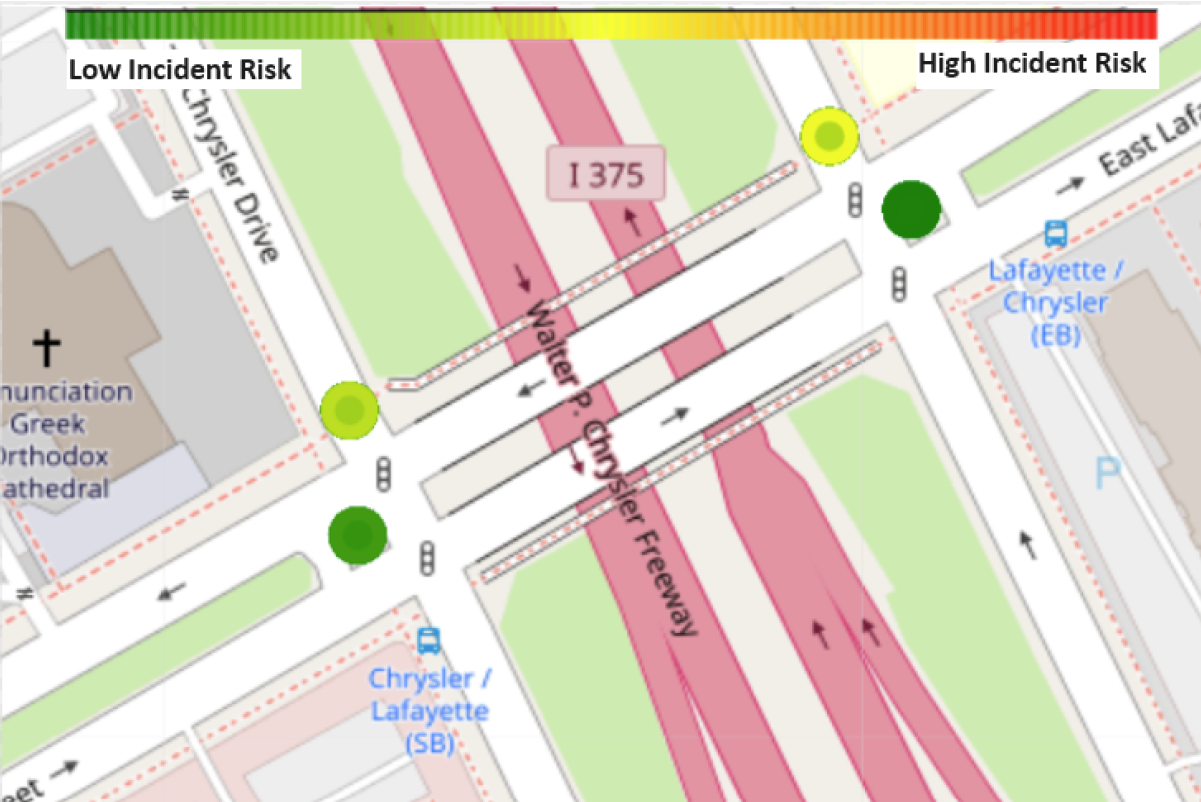 Low Incident Risk
High Incident Risk
Chrysler Drive
I 375
East Lafa
Walter P. Chrysler Freeway
Lafayette /
Chrysler
(EB)
nunciation
Greek
Orthodox
athedral
P
Chrysler /
Lafayette
(SB)
eet